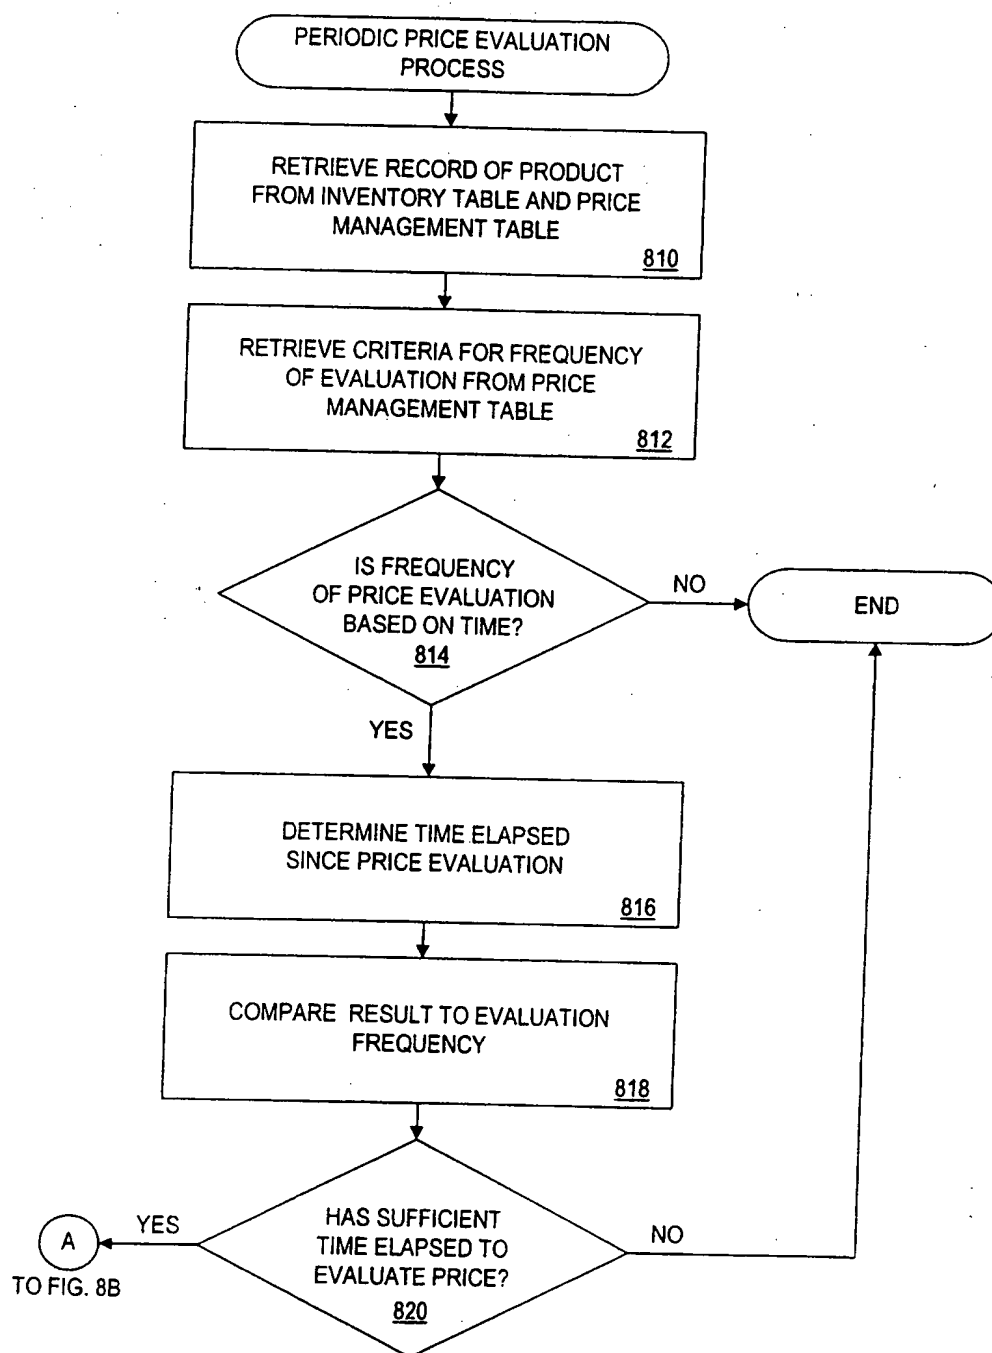 PERIODIC PRICE EVALUATION
PROCESS
RETRIEVE RECORD OF PRODUCT
FROM INVENTORY TABLE AND PRICE
MANAGEMENT TABLE
810
RETRIEVE CRITERIA FOR FREQUENCY
OF EVALUATION FROM PRICE
MANAGEMENT TABLE
812
IS FREQUENCY
OF PRICE EVALUATION
BASED ON TIME?
814
NO
END
YES
DETERMINE TIME ELAPSED
SINCE PRICE EVALUATION
816
COMPARE RESULT TO EVALUATION
FREQUENCY
818
HAS SUFFICIENT
TIME ELAPSED TO
EVALUATE PRICE?
820
NO
YES
A
TO FIG. 8B